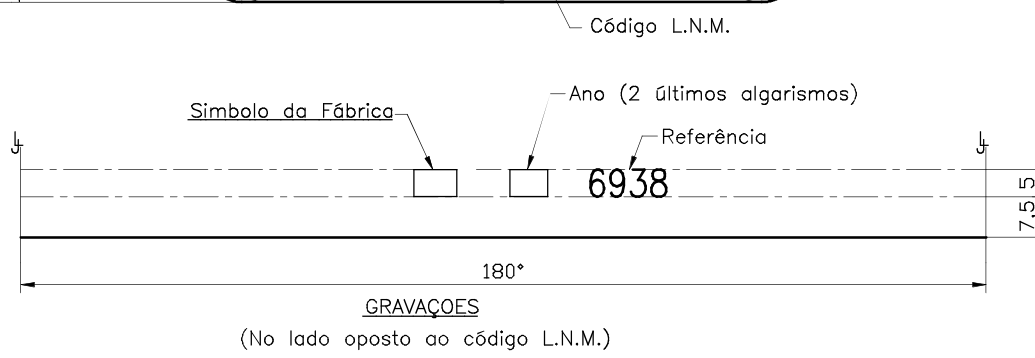 Código L.N.M.
Ano (2 últimos algarismos)
Simbolo da Fábrica
Referência
6938
5
7.5
180°
GRAVAÇOES
(No lado oposto ao código L.N.M.)